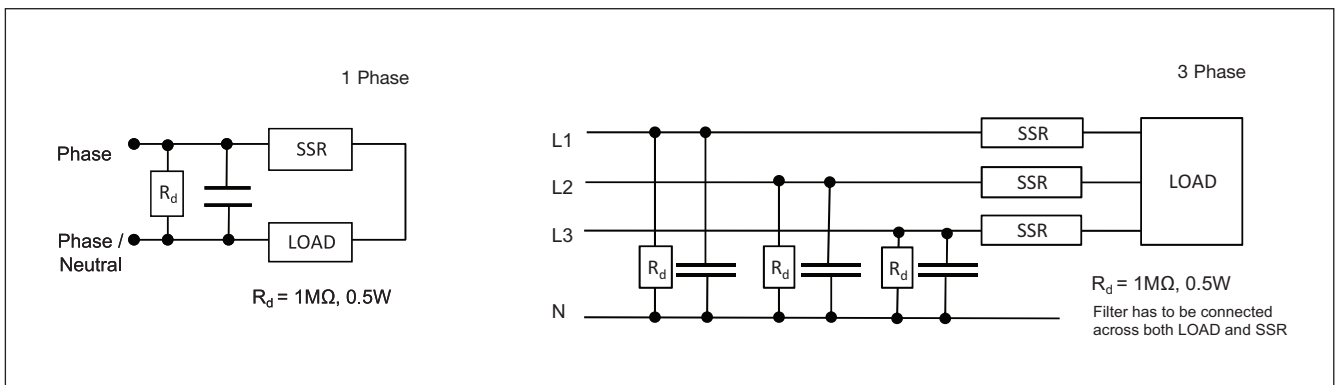 1 Phase
Phase
SSR
Rd
Phase /
Neutral
LOAD
Rd = 1MΩ, 0.5W
3 Phase
L1
SSR
L2
SSR
LOAD
L3
SSR
Rd
Rd
Rd
N
Rd = 1MΩ, 0.5W
Filter has to be connected
across both LOAD and SSR